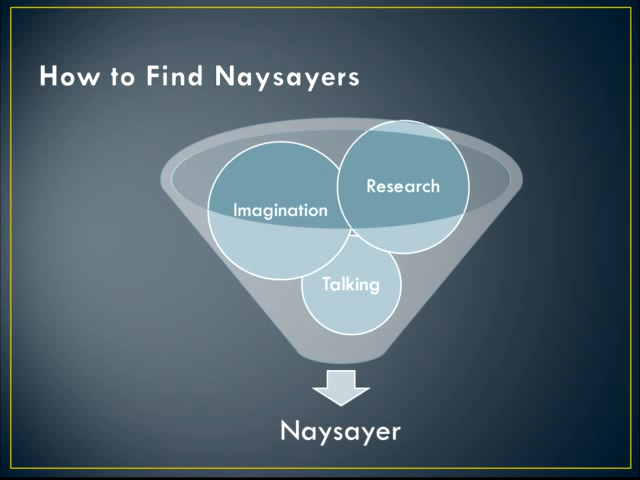 How to Find Naysayers
Research
Imagination
Talking
Naysayer